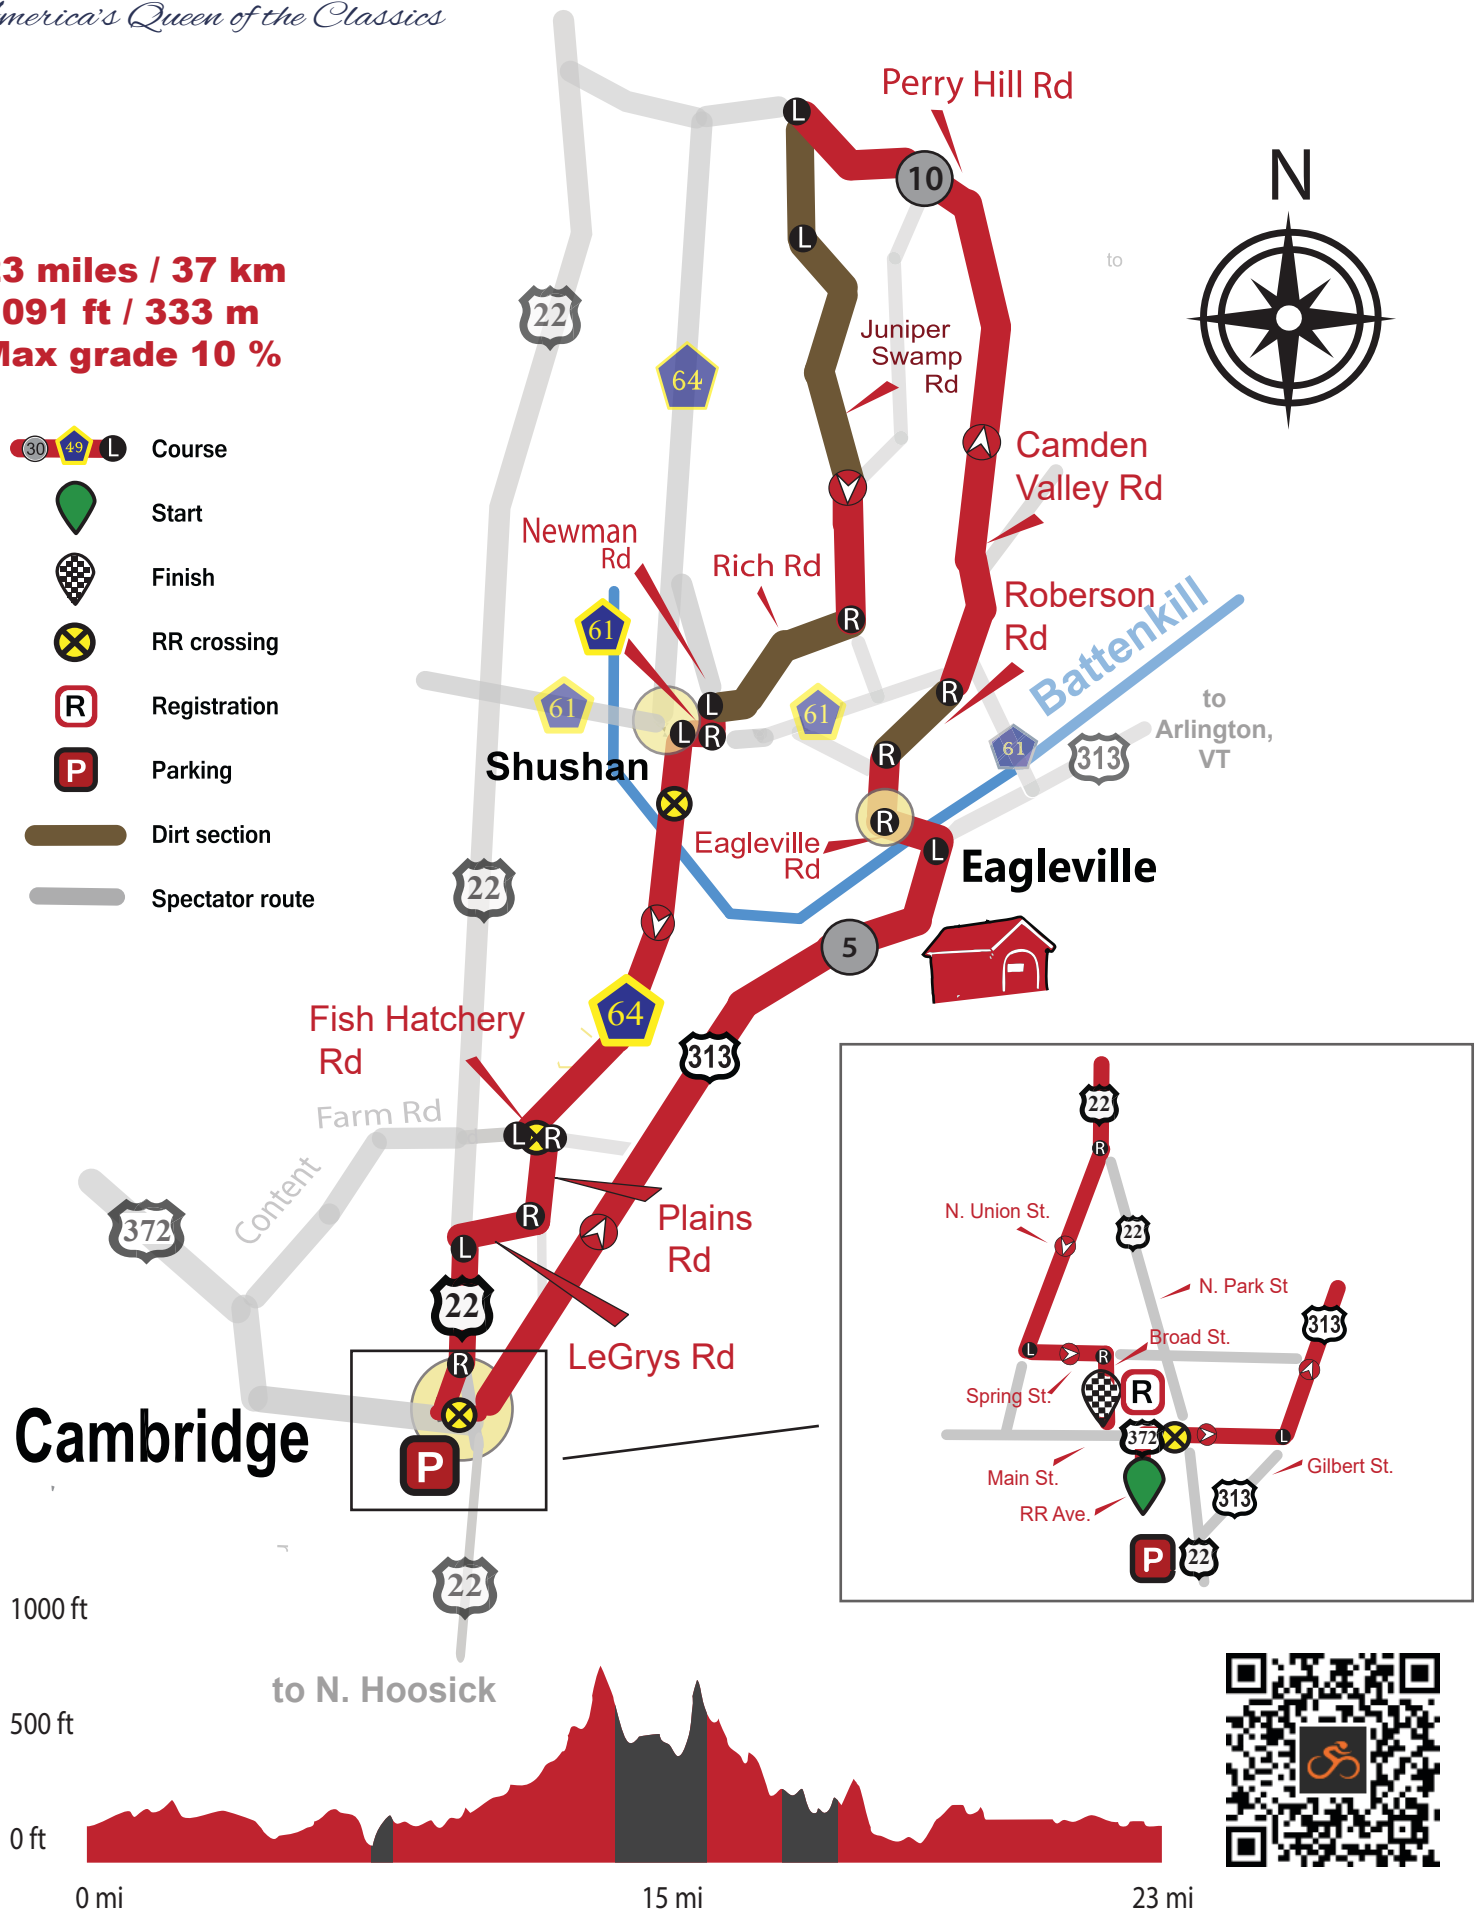 America's Queen of the Classics
Perry Hill Rd
10
N
to
3 miles / 37 km
091 ft / 333 m
Max grade 10 %
22
64
Juniper
Swamp
Rd
30 49 L Course
Start
Finish
RR crossing
R Registration
P Parking
Dirt section
Spectator route
L
L
Camden
Valley Rd
Newman
Rd
Rich Rd
Roberson
Rd
Battenkill
61
61
61
61
R
L
L R
R
R
R
L
to
Arlington,
VT
313
Shushan
Eagleville
Rd
Eagleville
22
5
64
313
Fish Hatchery
Rd
Farm Rd
Content
L R
372
R
L
Plains
Rd
22
R
LeGrys Rd
Cambridge
P
22
to N. Hoosick
22
R
N. Union St.
22
N. Park St
313
Broad St.
L
R
Spring St.
R
372
L
Main St.
Gilbert St.
RR Ave.
313
P
22
1000 ft
500 ft
0 ft
0 mi
15 mi
23 mi